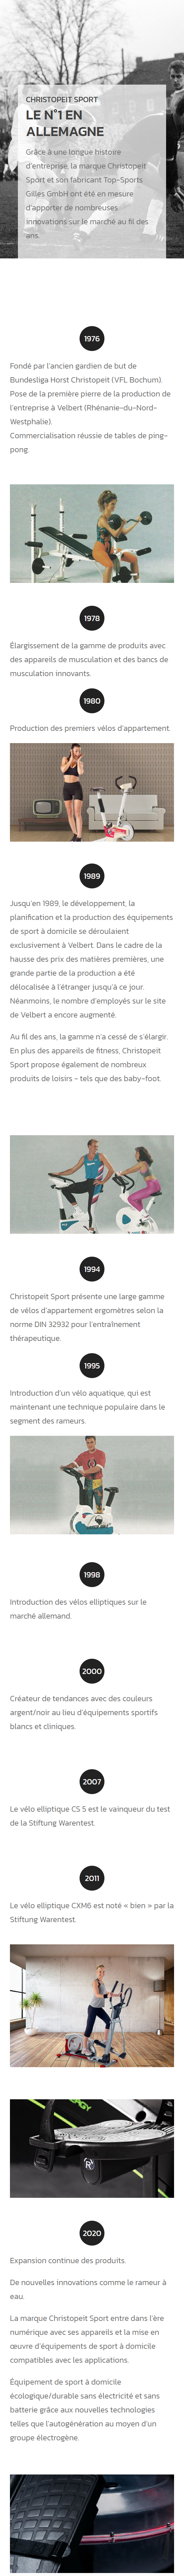 CHRISTOPEIT SPORT
LE N°1 EN
ALLEMAGNE
Grâce à une longue histoire
d'entreprise, la marque Christopeit
Sport et son fabricant Top-Sports
Gilles GmbH ont été en mesure
d'apporter de nombreuses
innovations sur le marché au fil des
ans.
1976
Fondé par l'ancien gardien de but de
Bundesliga Horst Christopeit (VFL Bochum).
Pose de la première pierre de la production de
l'entreprise à Velbert (Rhénanie-du-Nord-
Westphalie).
Commercialisation réussie de tables de ping-
pong.
1978
Élargissement de la gamme de produits avec
des appareils de musculation et des bancs de
musculation innovants.
1980
Production des premiers vélos d'appartement.
1989
Jusqu'en 1989, le développement, la
planification et la production des équipements
de sport à domicile se déroulaient
exclusivement à Velbert. Dans le cadre de la
hausse des prix des matières premières, une
grande partie de la production a été
délocalisée à l'étranger jusqu'à ce jour.
Néanmoins, le nombre d'employés sur le site
de Velbert a encore augmenté.
Au fil des ans, la gamme n'a cessé de s'élargir.
En plus des appareils de fitness, Christopeit
Sport propose également de nombreux
produits de loisirs - tels que des baby-foot.
1994
Christopeit Sport présente une large gamme
de vélos d'appartement ergomètres selon la
norme DIN 32932 pour l'entraînement
thérapeutique.
1995
Introduction d'un vélo aquatique, qui est
maintenant une technique populaire dans le
segment des rameurs.
1998
Introduction des vélos elliptiques sur le
marché allemand.
2000
Créateur de tendances avec des couleurs
argent/noir au lieu d'équipements sportifs
blancs et cliniques.
2007
Le vélo elliptique CS 5 est le vainqueur du test
de la Stiftung Warentest.
2011
Le vélo elliptique CXM6 est noté « bien » par la
Stiftung Warentest.
2020
Expansion continue des produits.
De nouvelles innovations comme le rameur à
eau.
La marque Christopeit Sport entre dans l'ère
numérique avec ses appareils et la mise en
œuvre d'équipements de sport à domicile
compatibles avec les applications.
Équipement de sport à domicile
écologique/durable sans électricité et sans
batterie grâce aux nouvelles technologies
telles que l'autogénération au moyen d'un
groupe électrogène.